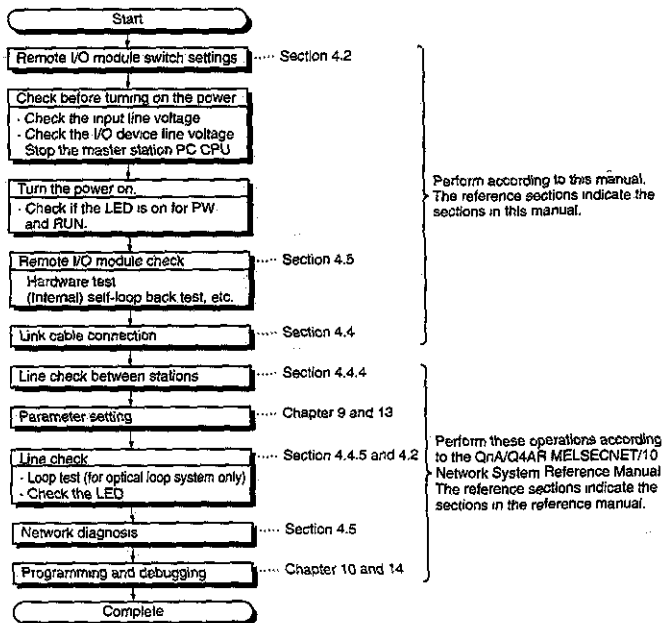 Start
Remote I/O module switch settings ····· Section 4.2
Check before turning on the power
· Check the input line voltage
· Check the I/O device line voltage
Stop the master station PC CPU
Turn the power on.
· Check if the LED is on for PW
and RUN.
Perform according to this manual.
The reference sections indicate the
sections in this manual.
Remote I/O module check ····· Section 4.5
Hardware test
(Internal) self-loop back test, etc.
Link cable connection ····· Section 4.4
Line check between stations ····· Section 4.4.4
Parameter setting ····· Chapter 9 and 13
Line check ····· Section 4.4.5 and 4.2
· Loop test (for optical loop system only)
· Check the LED
Perform these operations according
to the QnA/Q4AR MELSECNET/10
Network System Reference Manual
The reference sections indicate the
sections in the reference manual.
Network diagnosis ····· Section 4.5
Programming and debugging ····· Chapter 10 and 14
Complete